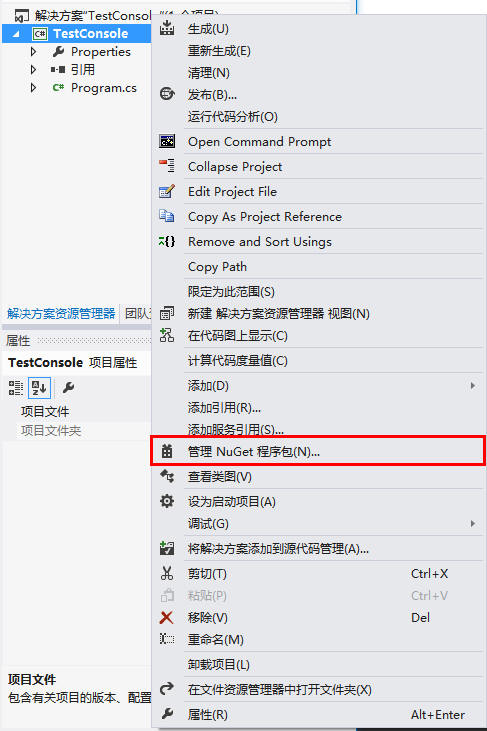 解决方案"TestConsole"(1 个项目)
TestConsole
Properties
引用
Program.cs
解决方案资源管理器
属性
TestConsole 项目属性
项目文件
项目文件夹
项目文件
包含有关项目的版本、配置
生成(U)
重新生成(E)
清理(N)
发布(B)...
运行代码分析(O)
Open Command Prompt
Collapse Project
Edit Project File
Copy As Project Reference
Remove and Sort Usings
Copy Path
限定为此范围(S)
新建 解决方案资源管理器 视图(N)
在代码图上显示(C)
计算代码度量值(C)
添加(D)
添加引用(R)...
添加服务引用(S)...
管理 NuGet 程序包(N)...
查看类图(V)
设为启动项目(A)
调试(G)
将解决方案添加到源代码管理(A)...
剪切(T) Ctrl+X
粘贴(P) Ctrl+V
移除(V) Del
重命名(M)
卸载项目(L)
在文件资源管理器中打开文件夹(X)
属性(R) Alt+Enter